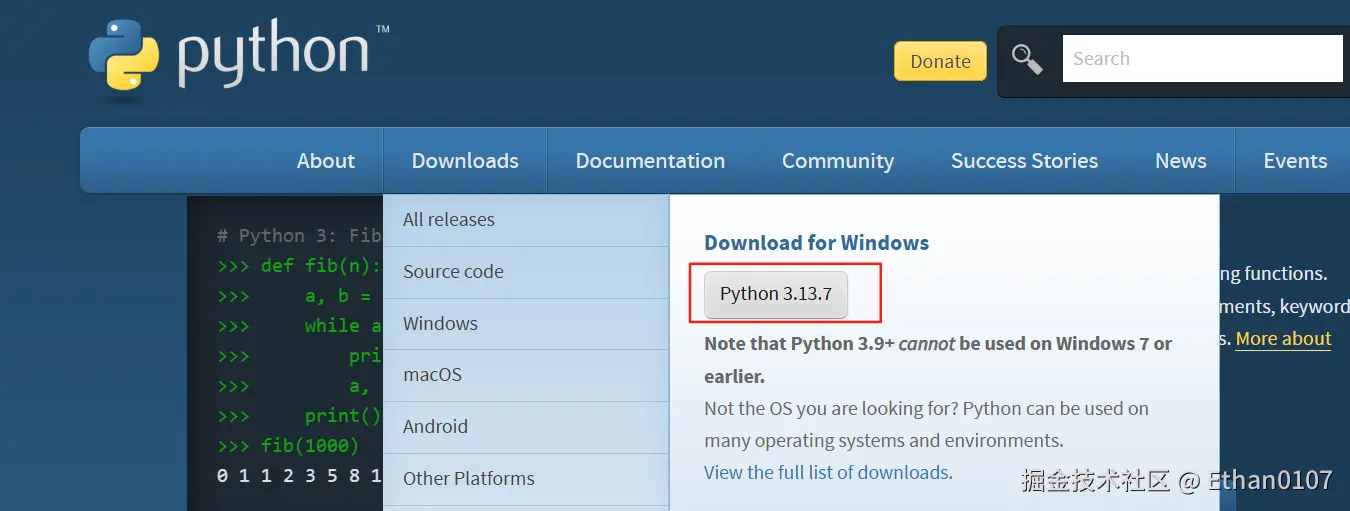 python™
Donate
Search
About Downloads Documentation Community Success Stories News Events
# Python 3: Fib
>>> def fib(n):
>>> a, b =
>>> while a
>>> pri
>>> a,
>>> print()
>>> fib(1000)
0 1 1 2 3 5 8 1
All releases
Source code
Windows
macOS
Android
Other Platforms
Download for Windows
Python 3.13.7
Note that Python 3.9+ cannot be used on Windows 7 or
earlier.
Not the OS you are looking for? Python can be used on
many operating systems and environments.
View the full list of downloads.
ng functions.
ments, keyword
s. More about
掘金技术社区 @ Ethan0107